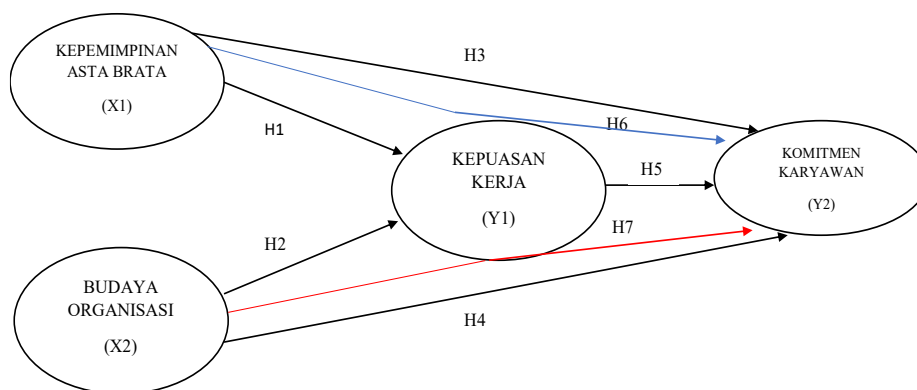 KEPEMIMPINAN
ASTA BRATA
(X1)
H3
H1
H6
KEPUASAN
KERJA
(Y1)
H5
KOMITMEN
KARYAWAN
(Y2)
H2
H7
BUDAYA
ORGANISASI
(X2)
H4